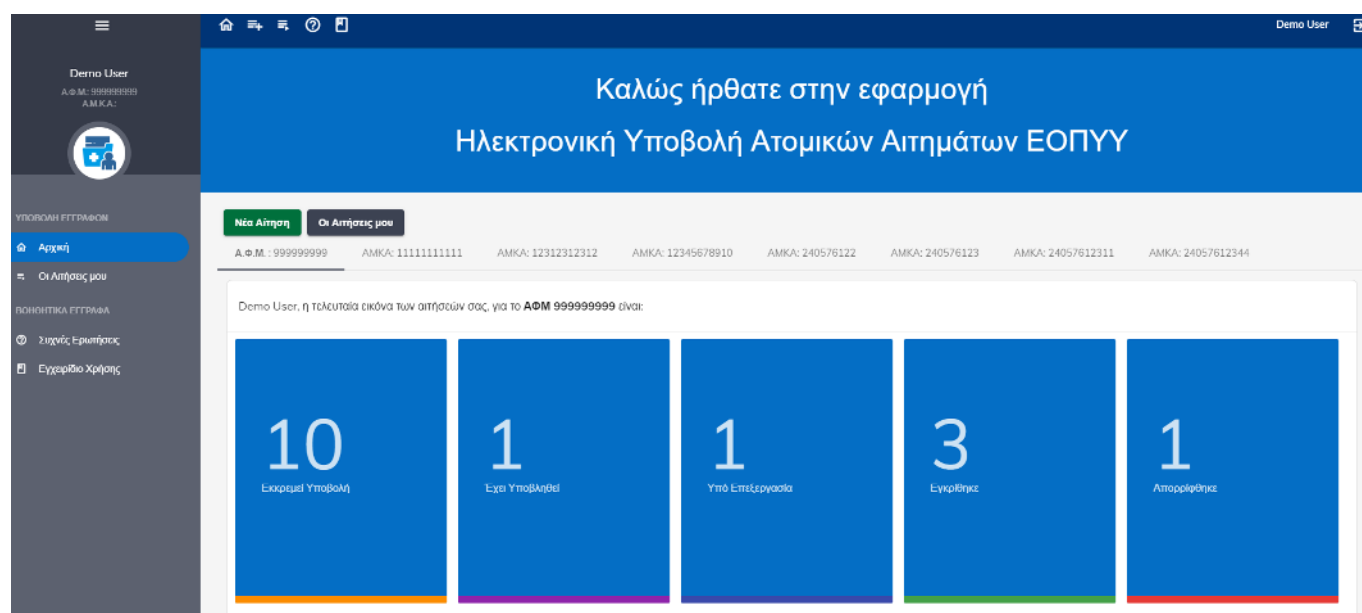 Demo User
Demo User
Α.Φ.Μ.: 999999999
ΑΜΚΑ:
Καλώς ήρθατε στην εφαρμογή
Ηλεκτρονική Υποβολή Ατομικών Αιτημάτων ΕΟΠΥΥ
ΥΠΟΒΟΛΗ ΕΓΓΡΑΦΩΝ
Αρχική
Οι Αιτήσεις μου
ΒΟΗΘΗΤΙΚΑ ΕΓΓΡΑΦΑ
Συχνές Ερωτήσεις
Εγχειρίδιο Χρήσης
Νέα Αίτηση Οι Αιτήσεις μου
Α.Φ.Μ. : 999999999 ΑΜΚΑ: 11111111111 ΑΜΚΑ: 12312312312 ΑΜΚΑ: 12345678910 ΑΜΚΑ: 240576122 ΑΜΚΑ: 240576123 ΑΜΚΑ: 24057612311 ΑΜΚΑ: 24057612344
Demo User, η τελευταία εικόνα των αιτήσεών σας, για το ΑΦΜ 999999999 είναι:
10 1 1 3 1
Εκκρεμεί Υποβολή Έχει Υποβληθεί Υπό Επεξεργασία Εγκρίθηκε Απορρίφθηκε